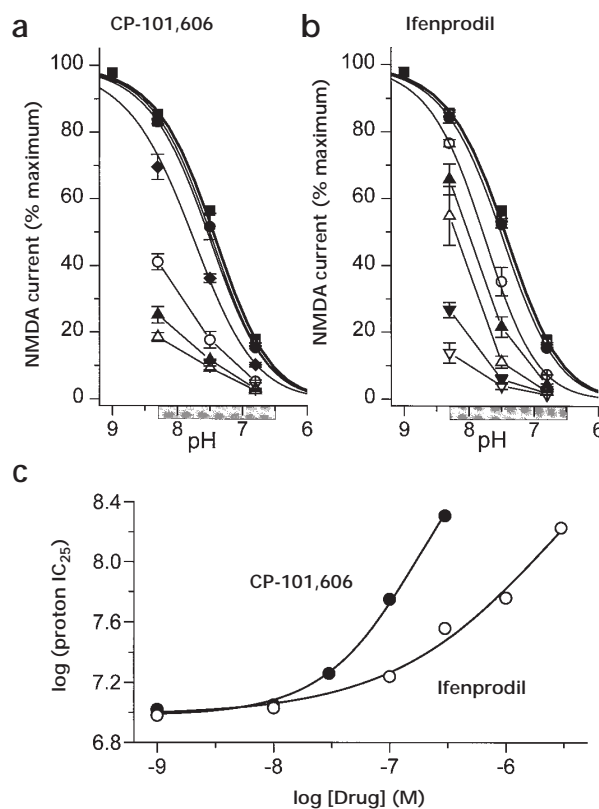 a
CP-101,606
NMDA current (% maximum)
100
80
60
40
20
0
9
8
7
6
pH
b
Ifenprodil
NMDA current (% maximum)
100
80
60
40
20
0
9
8
7
6
pH
c
log (proton IC25)
8.4
8.0
7.6
7.2
6.8
CP-101,606
Ifenprodil
-9
-8
-7
-6
log [Drug] (M)